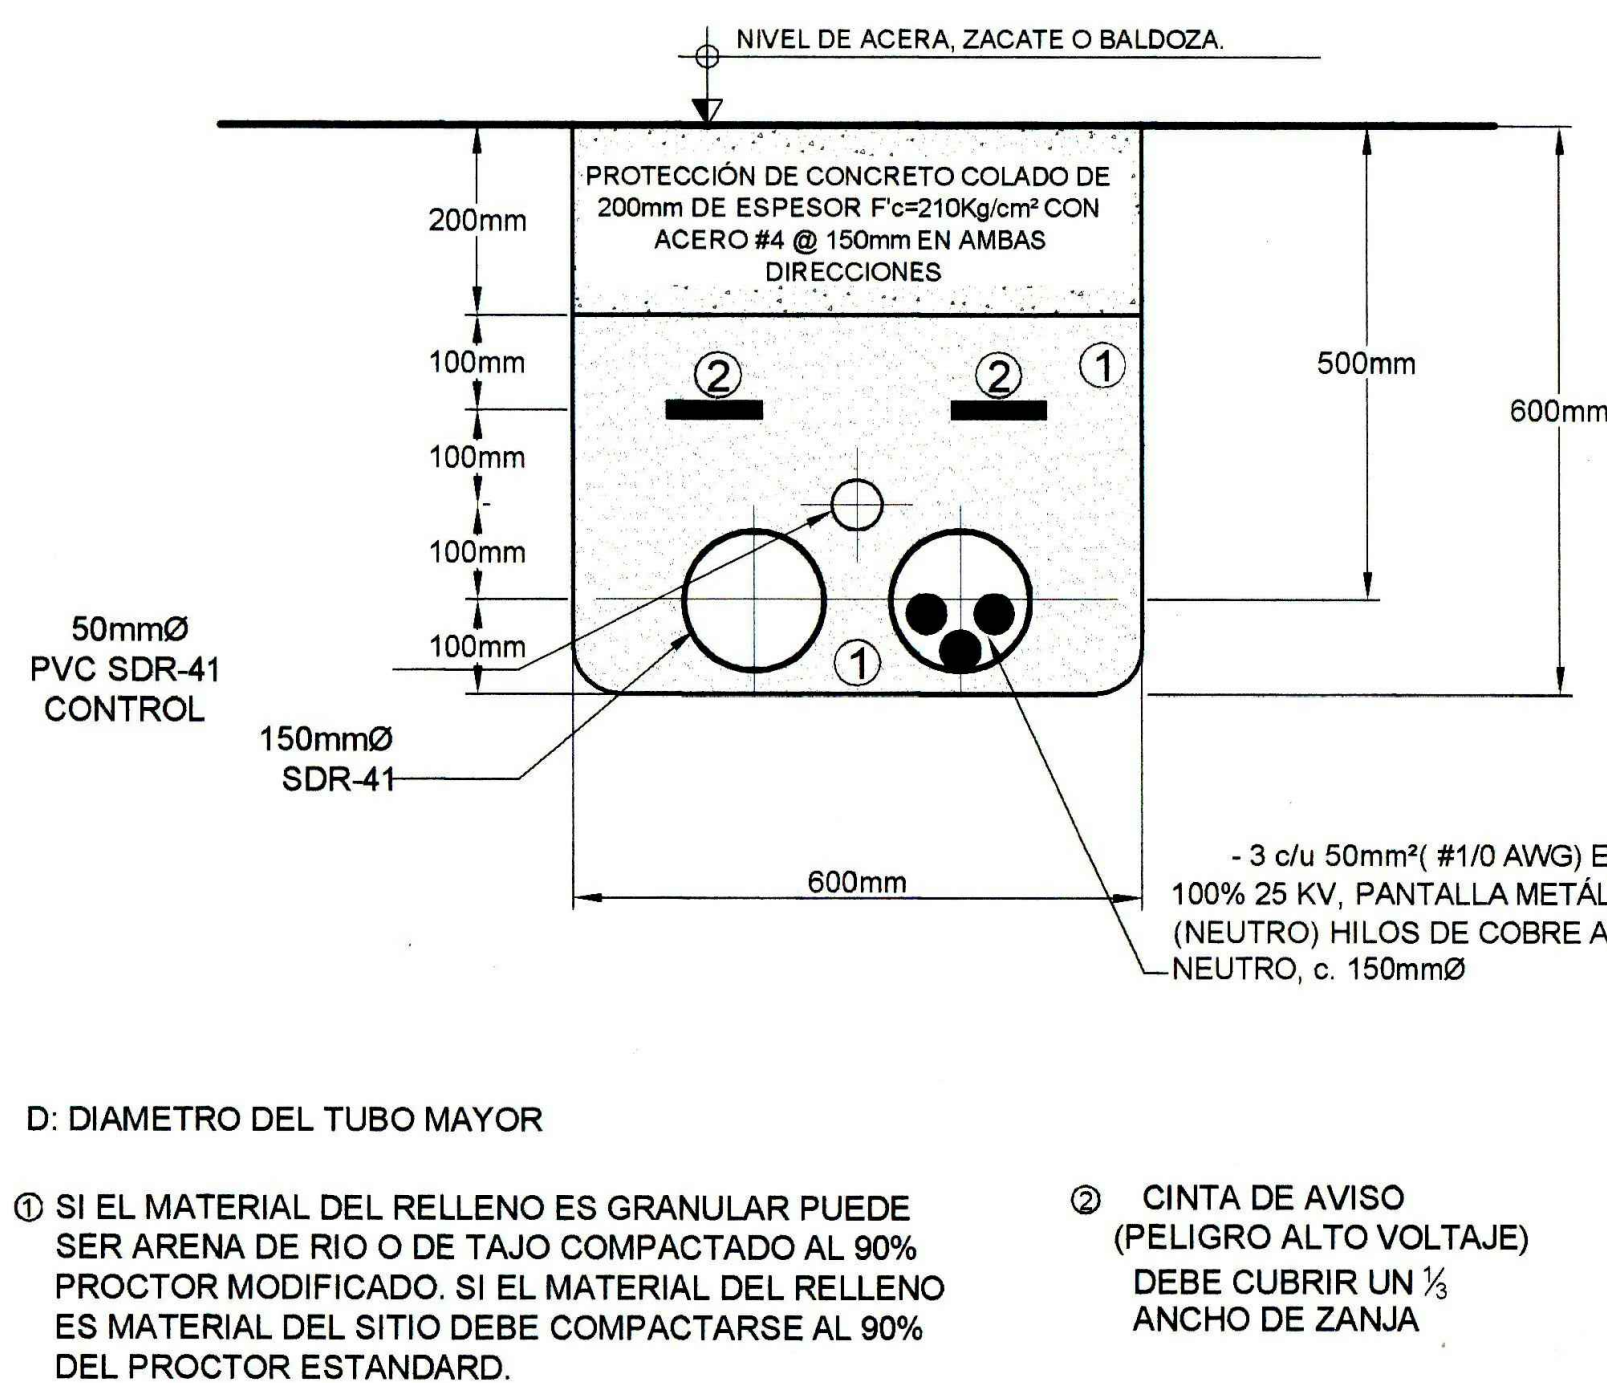 NIVEL DE ACERA, ZACATE O BALDOZA.
PROTECCIÓN DE CONCRETO COLADO DE
200mm DE ESPESOR F'c=210Kg/cm² CON
ACERO #4 @ 150mm EN AMBAS
DIRECCIONES
200mm
100mm
100mm
100mm
100mm
500mm
600mm
2
2
1
1
50mmØ
PVC SDR-41
CONTROL
150mmØ
SDR-41
600mm
- 3 c/u 50mm²( #1/0 AWG)
100% 25 KV, PANTALLA
(NEUTRO) HILOS DE COBRE
NEUTRO, c. 150mmØ
D: DIAMETRO DEL TUBO MAYOR
① SI EL MATERIAL DEL RELLENO ES GRANULAR PUEDE
SER ARENA DE RIO O DE TAJO COMPACTADO AL 90%
PROCTOR MODIFICADO. SI EL MATERIAL DEL RELLENO
ES MATERIAL DEL SITIO DEBE COMPACTARSE AL 90%
DEL PROCTOR ESTANDARD.
② CINTA DE AVISO
(PELIGRO ALTO VOLTAJE)
DEBE CUBRIR UN ⅓
ANCHO DE ZANJA